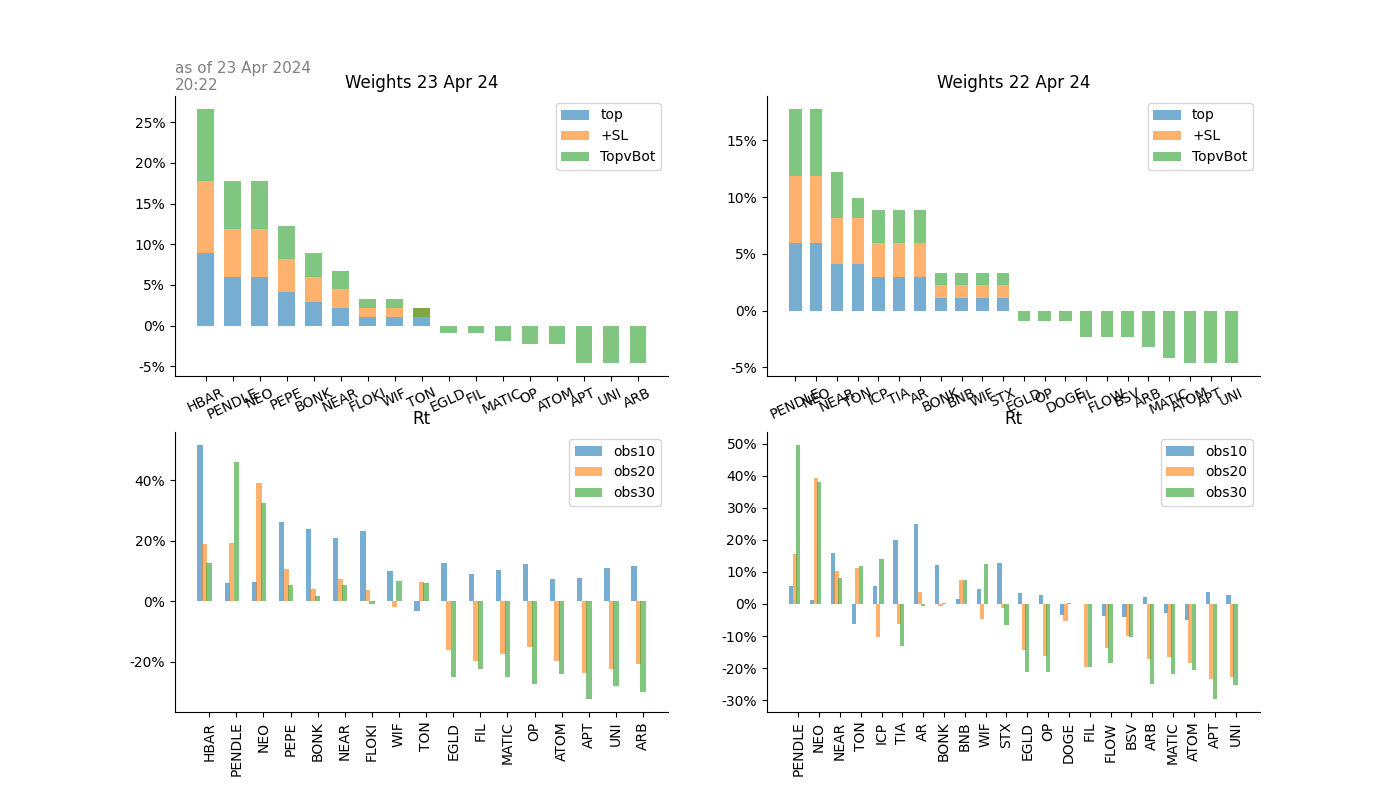 as of 23 Apr 2024
20:22
Weights 23 Apr 24
25%
20%
15%
10%
5%
0%
-5%
top
+SL
TopvBot
HBAR PENDLE NEO PEPE BONK NEAR FLOKI WIF TON EGLD FIL MATIC OP ATOM APT UNI ARB
Weights 22 Apr 24
15%
10%
5%
0%
-5%
top
+SL
TopvBot
PENDLE NEO NEAR TON ICP TIA AR BONK BNB WIF STX EGLD OP DOGE FIL FLOW BSV ARB MATIC ATOM APT UNI
Rt
40%
20%
0%
-20%
obs10
obs20
obs30
HBAR PENDLE NEO PEPE BONK NEAR FLOKI WIF TON EGLD FIL MATIC OP ATOM APT UNI ARB
Rt
50%
40%
30%
20%
10%
0%
-10%
-20%
-30%
obs10
obs20
obs30
PENDLE NEO NEAR TON ICP TIA AR BONK BNB WIF STX EGLD OP DOGE FIL FLOW BSV ARB MATIC ATOM APT UNI